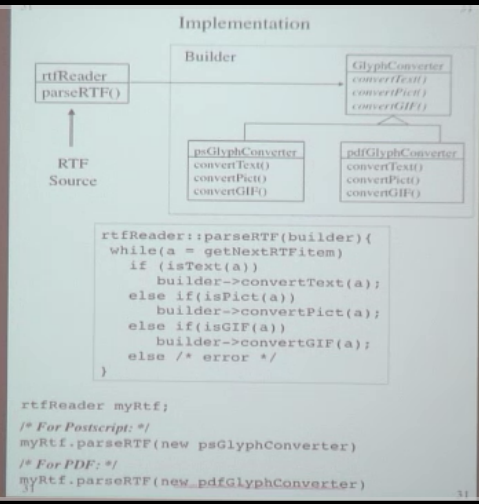 Implementation
Builder
rtfReader
parseRTF()
GlyphConverter
convertText()
convertPict()
convertGIF()
psGlyphConverter
convertText()
convertPict()
convertGIF()
pdfGlyphConverter
convertText()
convertPict()
convertGIF()
RTF
Source
rtfReader::parseRTF(builder){
while(a = getNextRTFitem)
if (isText(a))
builder->convertText(a);
else if(isPict(a))
builder->convertPict(a);
else if(isGIF(a))
builder->convertGIF(a);
else /* error */
}
rtfReader myRtf;
/* For Postscript: */
myRtf.parseRTF(new psGlyphConverter)
/* For PDF: */
myRtf.parseRTF(new pdfGlyphConverter)
31
31